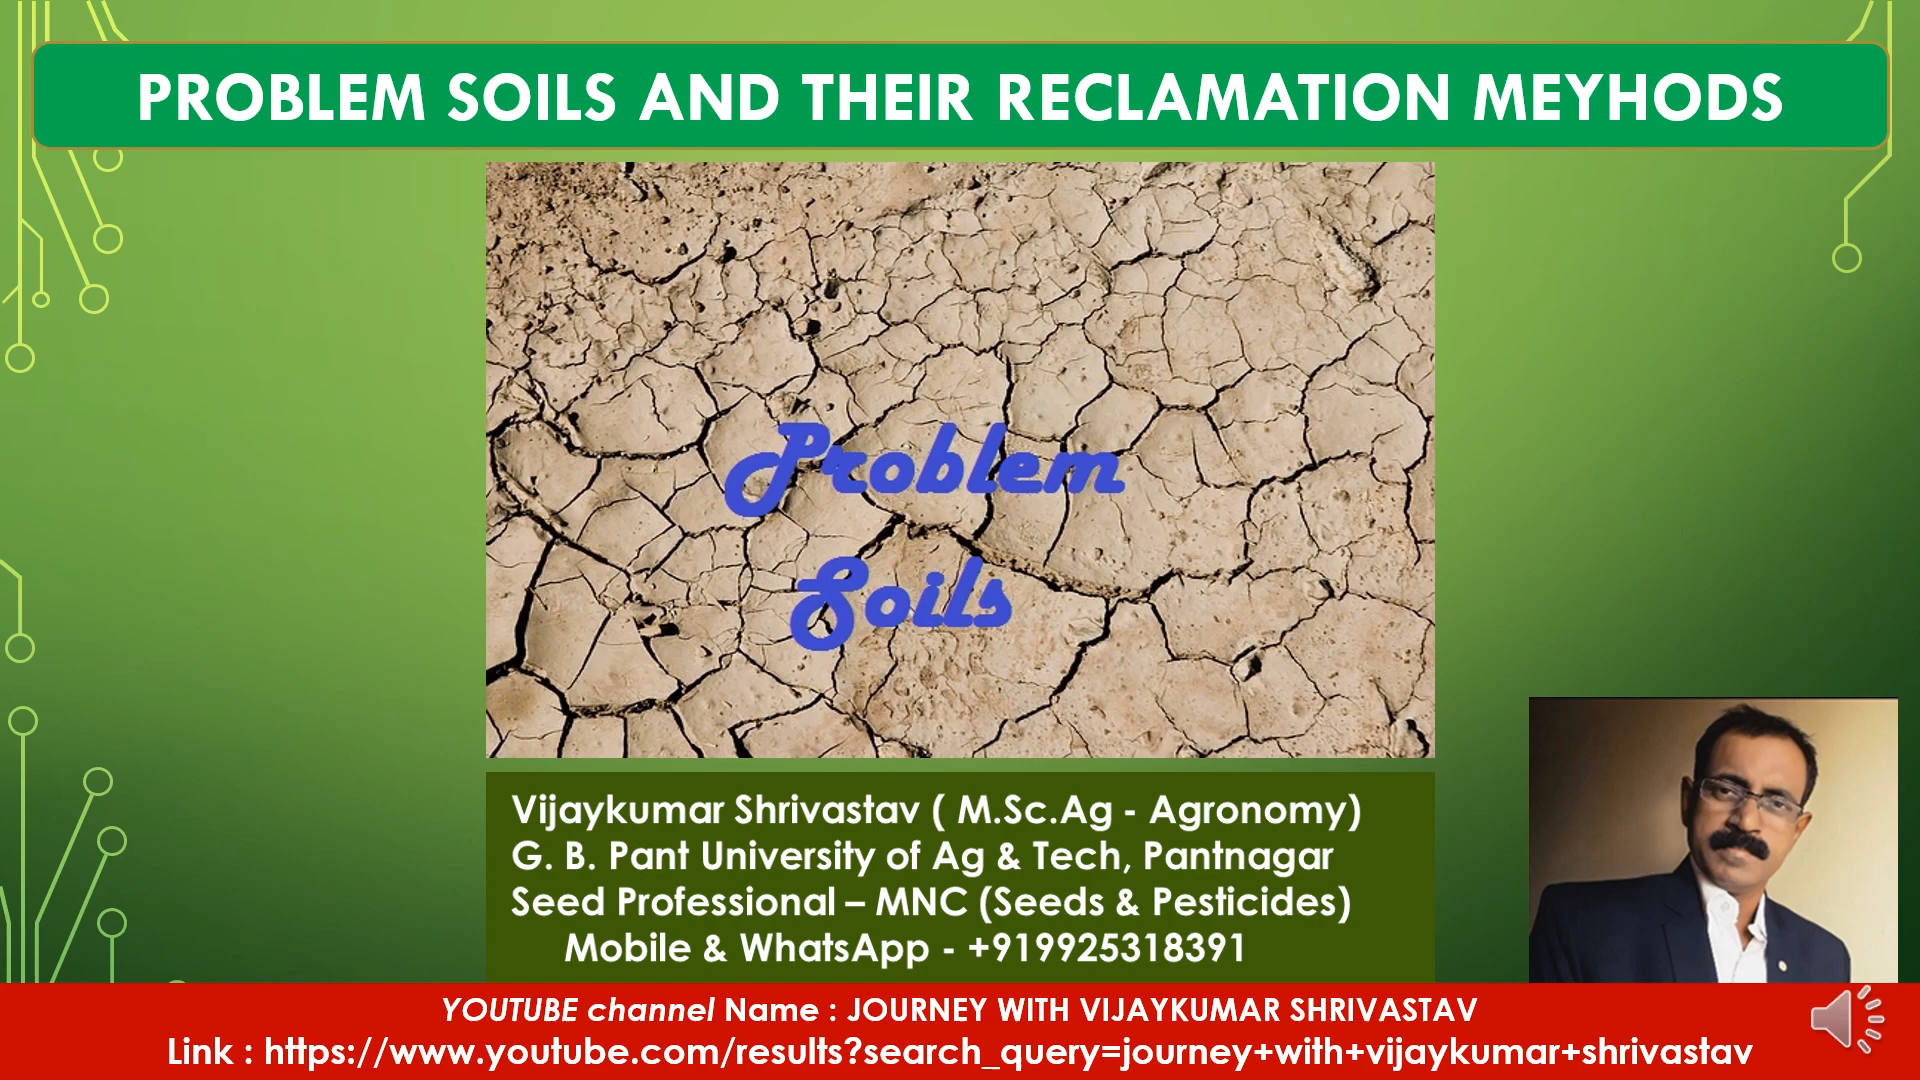 PROBLEM SOILS AND THEIR RECLAMATION MEYHODS
Problem
Soils
Vijaykumar Shrivastav ( M.Sc.Ag - Agronomy)
G. B. Pant University of Ag & Tech, Pantnagar
Seed Professional – MNC (Seeds & Pesticides)
Mobile & WhatsApp - +919925318391
YOUTUBE channel Name : JOURNEY WITH VIJAYKUMAR SHRIVASTAV
Link : https://www.youtube.com/results?search_query=journey+with+vijaykumar+shrivastav